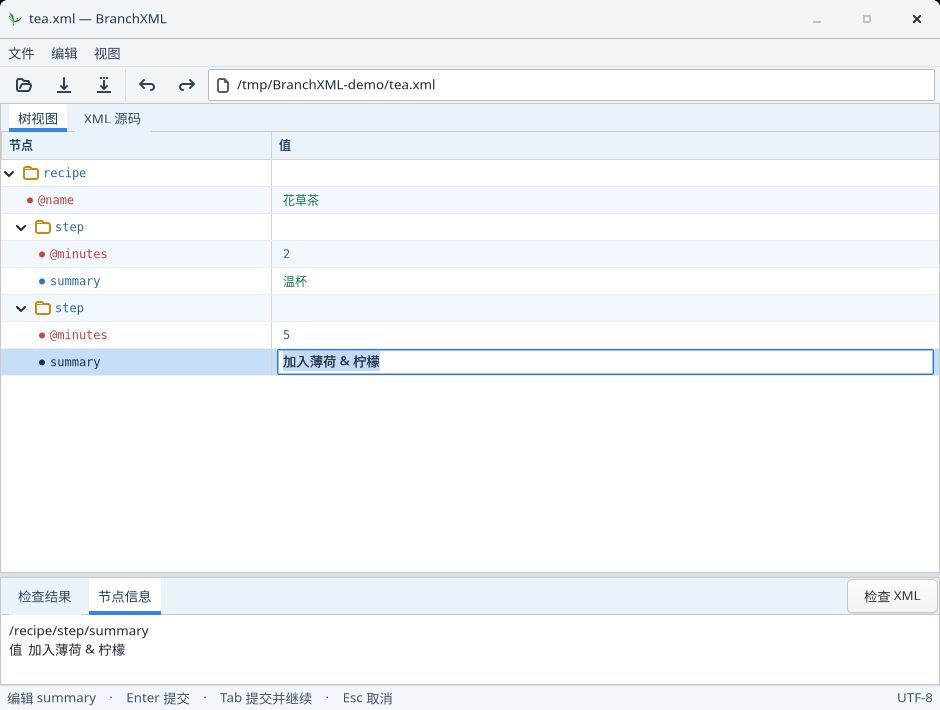 tea.xml — BranchXML
文件 编辑 视图
/tmp/BranchXML-demo/tea.xml
树视图 XML 源码
节点 值
recipe
@name 花草茶
step
@minutes 2
summary 温杯
step
@minutes 5
summary 加入薄荷 & 柠檬
检查结果 节点信息 检查 XML
/recipe/step/summary
值 加入薄荷 & 柠檬
编辑 summary · Enter 提交 · Tab 提交并继续 · Esc 取消 UTF-8